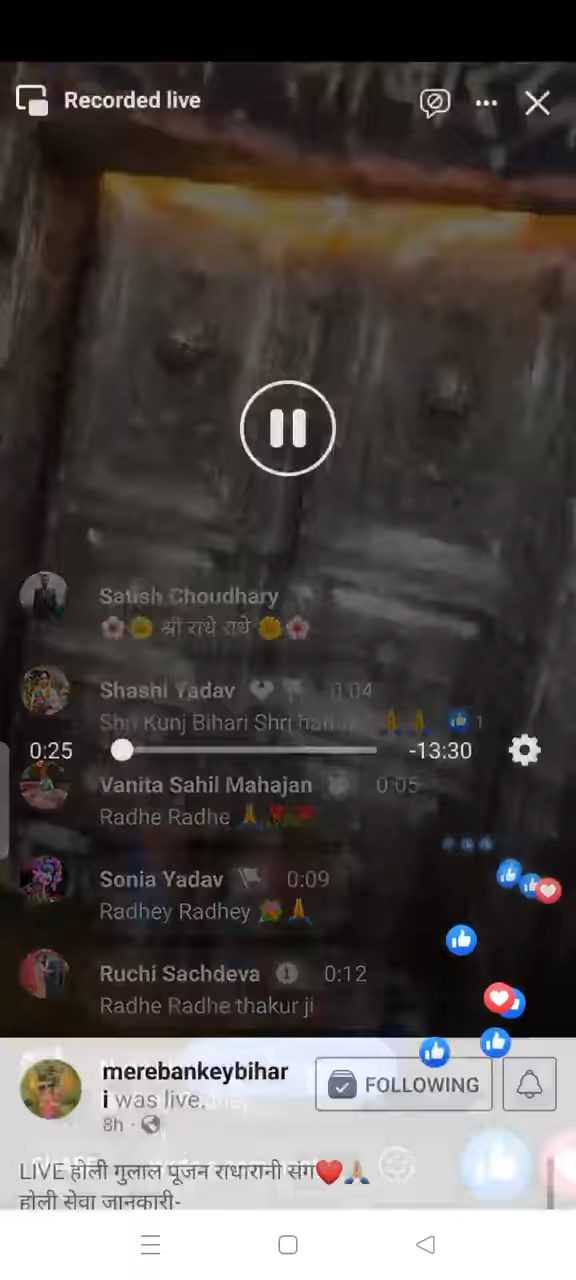 Recorded live
Satish Choudhary
🌸🌼 श्री राधे राधे 🌼🌸
Shashi Yadav 0:04
Shri Kunj Bihari Shri 🙏🙏 1
0:25 -13:30
Vanita Sahil Mahajan 0:05
Radhe Radhe 🙏🌹🌹
Sonia Yadav 0:09
Radhey Radhey 🌺🙏
Ruchi Sachdeva 1 0:12
Radhe Radhe thakur ji
merebankeybihar
i was live.
FOLLOWING
8h ·
LIVE होली गुलाल पूजन राधारानी संग❤️🙏
होली सेवा जानकारी-